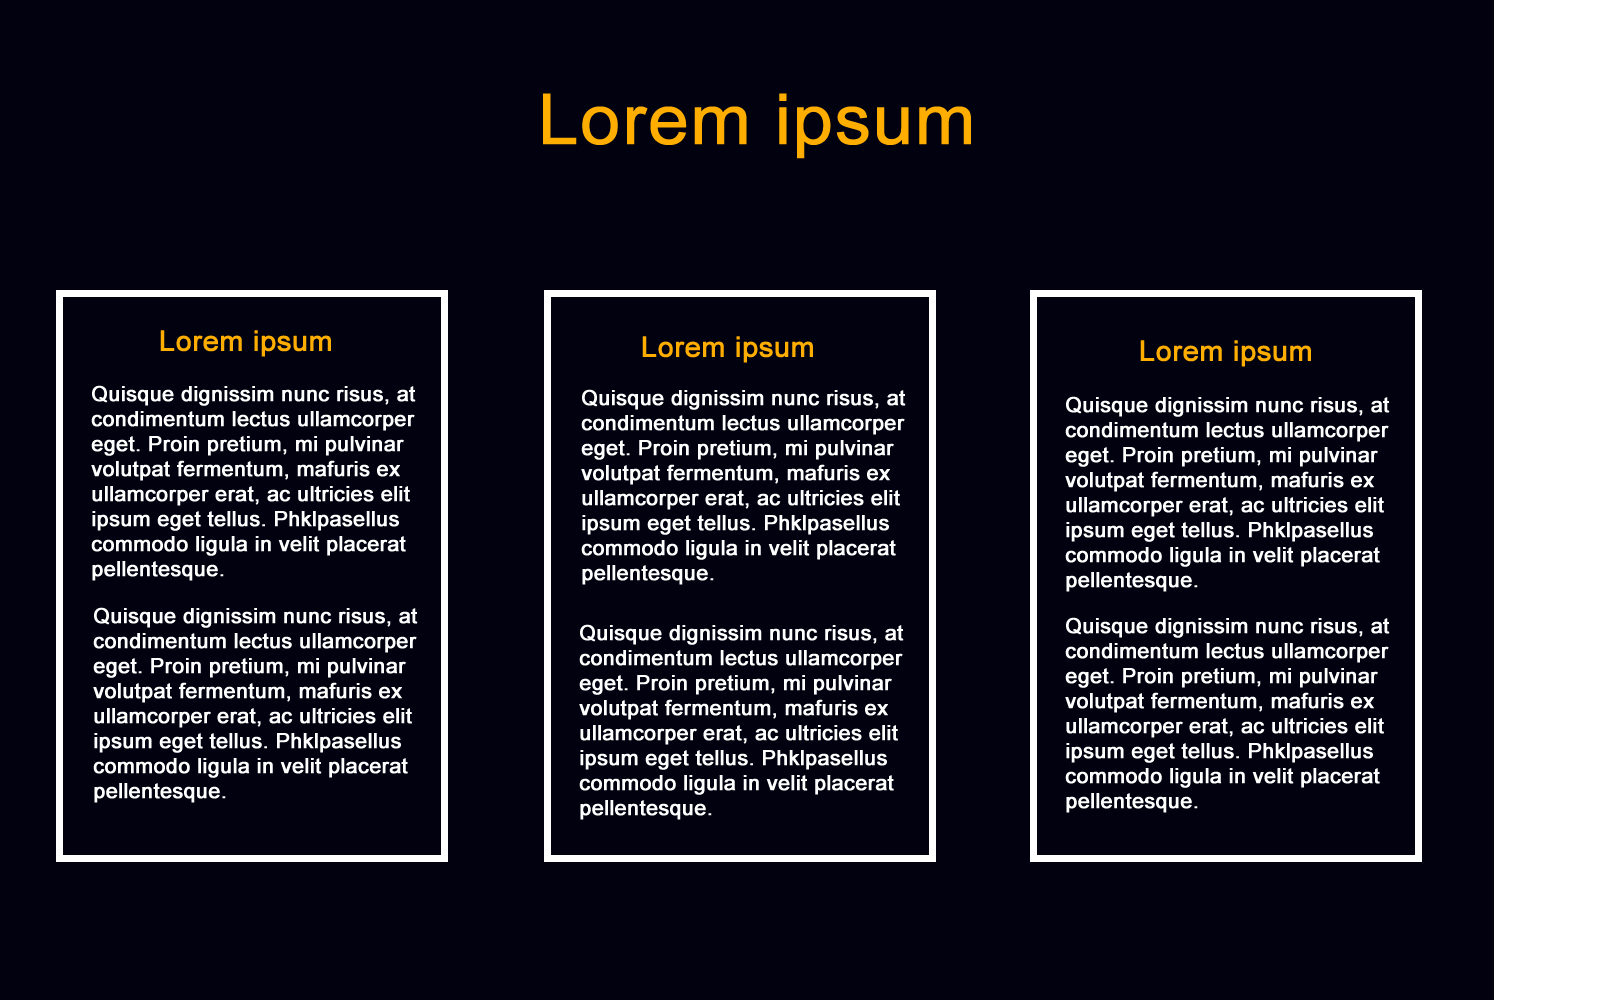 Lorem ipsum
Lorem ipsum
Quisque dignissim nunc risus, at
condimentum lectus ullamcorper
eget. Proin pretium, mi pulvinar
volutpat fermentum, mafuris ex
ullamcorper erat, ac ultricies elit
ipsum eget tellus. Phklpasellus
commodo ligula in velit placerat
pellentesque.
Quisque dignissim nunc risus, at
condimentum lectus ullamcorper
eget. Proin pretium, mi pulvinar
volutpat fermentum, mafuris ex
ullamcorper erat, ac ultricies elit
ipsum eget tellus. Phklpasellus
commodo ligula in velit placerat
pellentesque.
Lorem ipsum
Quisque dignissim nunc risus, at
condimentum lectus ullamcorper
eget. Proin pretium, mi pulvinar
volutpat fermentum, mafuris ex
ullamcorper erat, ac ultricies elit
ipsum eget tellus. Phklpasellus
commodo ligula in velit placerat
pellentesque.
Quisque dignissim nunc risus, at
condimentum lectus ullamcorper
eget. Proin pretium, mi pulvinar
volutpat fermentum, mafuris ex
ullamcorper erat, ac ultricies elit
ipsum eget tellus. Phklpasellus
commodo ligula in velit placerat
pellentesque.
Lorem ipsum
Quisque dignissim nunc risus, at
condimentum lectus ullamcorper
eget. Proin pretium, mi pulvinar
volutpat fermentum, mafuris ex
ullamcorper erat, ac ultricies elit
ipsum eget tellus. Phklpasellus
commodo ligula in velit placerat
pellentesque.
Quisque dignissim nunc risus, at
condimentum lectus ullamcorper
eget. Proin pretium, mi pulvinar
volutpat fermentum, mafuris ex
ullamcorper erat, ac ultricies elit
ipsum eget tellus. Phklpasellus
commodo ligula in velit placerat
pellentesque.